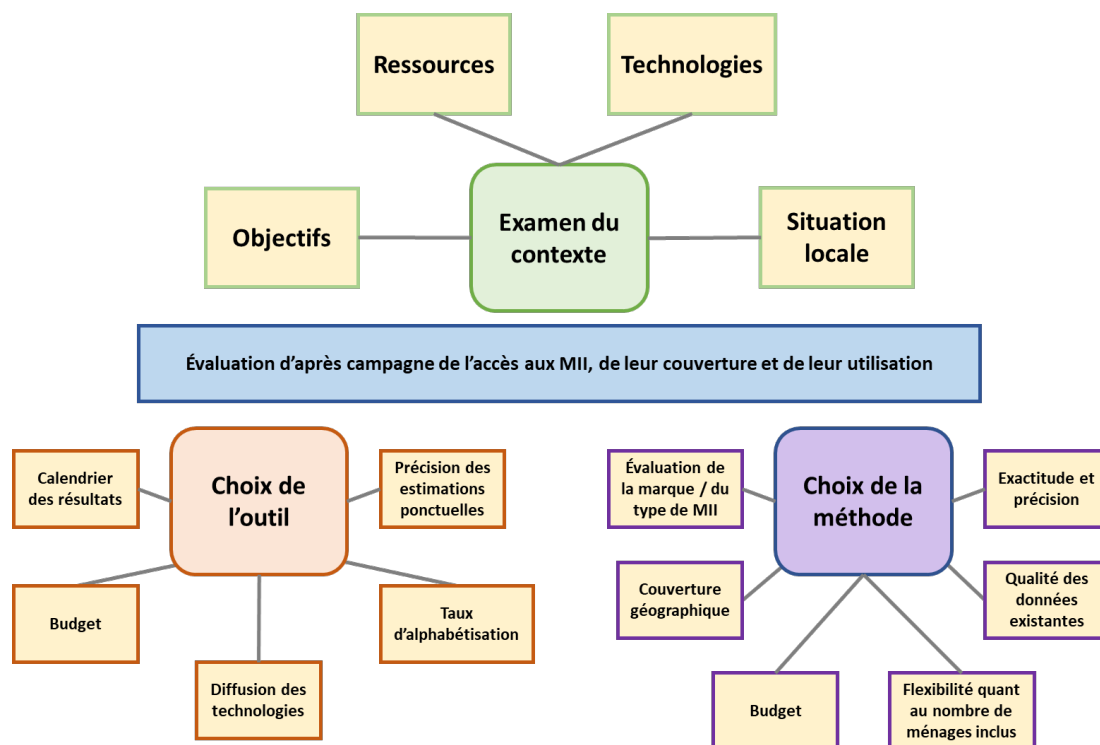 Ressources
Technologies
Objectifs
Examen du
contexte
Situation
locale
Évaluation d’après campagne de l’accès aux MII, de leur couverture et de leur utilisation
Calendrier
des résultats
Choix de
l’outil
Précision des
estimations
ponctuelles
Budget
Taux
d’alphabétisation
Diffusion des
technologies
Évaluation de
la marque / du
type de MII
Choix de la
méthode
Exactitude et
précision
Couverture
géographique
Qualité des
données
existantes
Budget
Flexibilité quant
au nombre de
ménages inclus